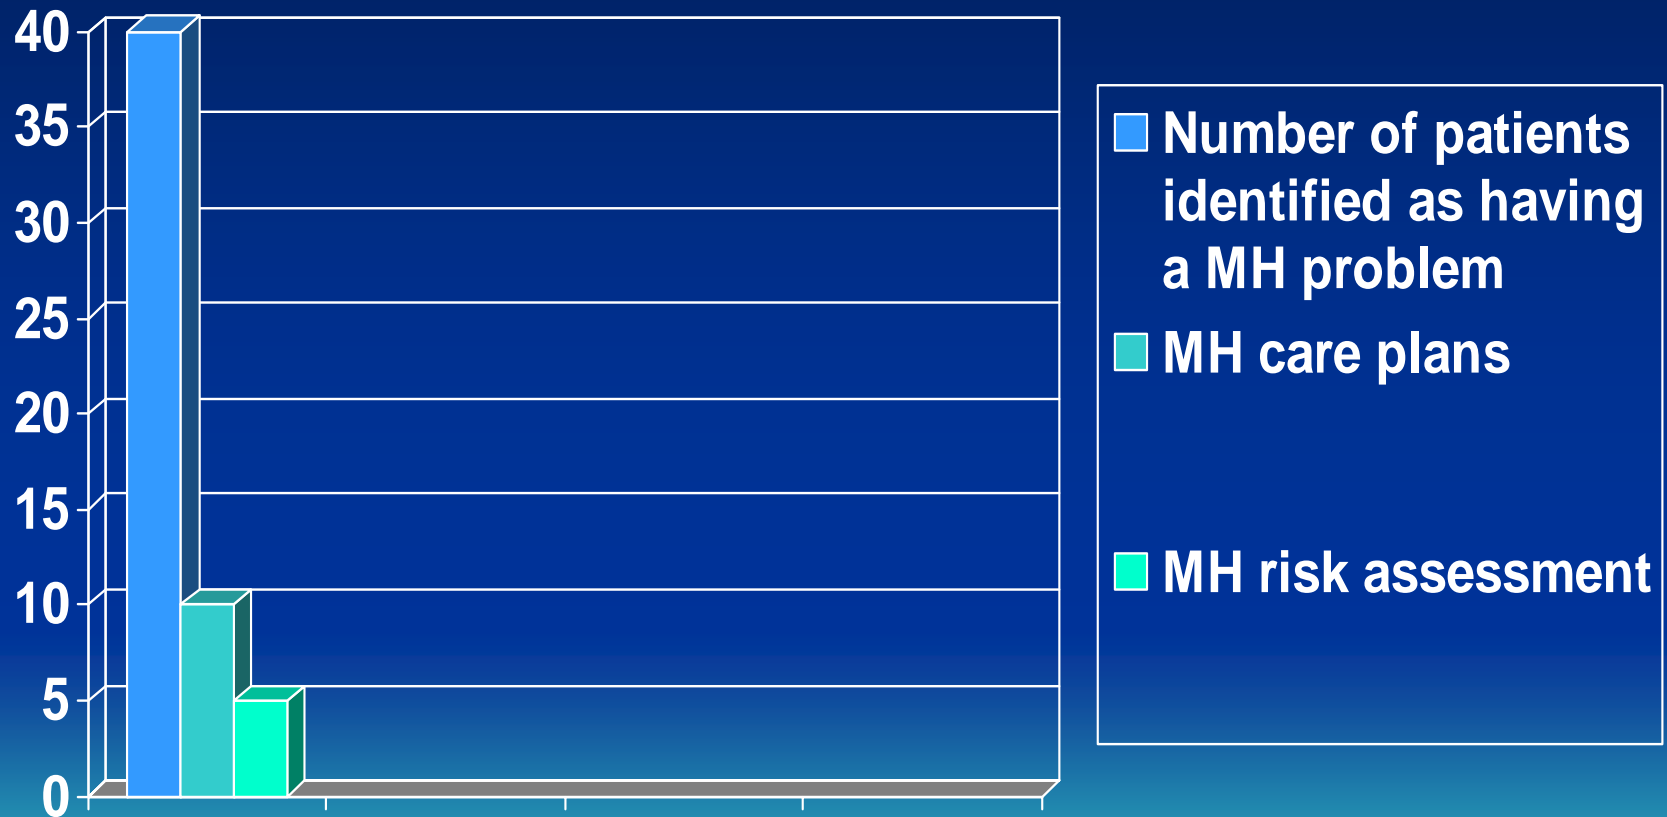 40
35
30
25
20
15
10
5
0
Number of patients
identified as having
a MH problem
MH care plans
MH risk assessment